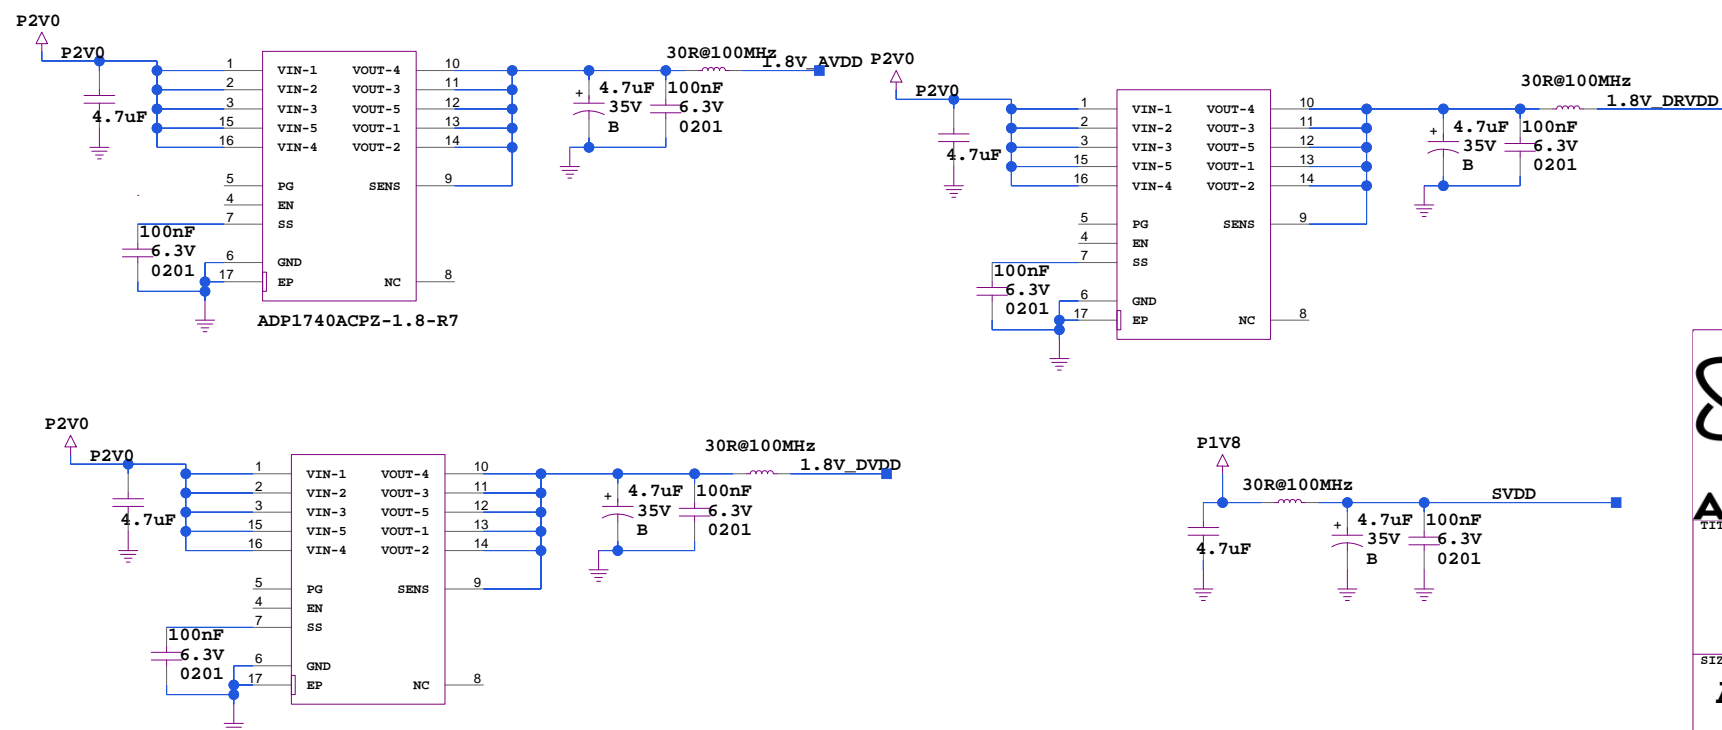 P2V0
P2V0
4.7uF
1 VIN-1 VOUT-4 10
2 VIN-2 VOUT-3 11
3 VIN-3 VOUT-5 12
15 VIN-5 VOUT-1 13
16 VIN-4 VOUT-2 14
5 PG SENS 9
4 EN
7 SS
6 GND
17 EP NC 8
100nF
6.3V
0201
ADP1740ACPZ-1.8-R7
+
4.7uF
35V
B
100nF
6.3V
0201
30R@100MHz
1.8V_AVDD
P2V0
P2V0
4.7uF
1 VIN-1 VOUT-4 10
2 VIN-2 VOUT-3 11
3 VIN-3 VOUT-5 12
15 VIN-5 VOUT-1 13
16 VIN-4 VOUT-2 14
5 PG SENS 9
4 EN
7 SS
6 GND
17 EP NC 8
100nF
6.3V
0201
+
4.7uF
35V
B
100nF
6.3V
0201
30R@100MHz
1.8V_DRVDD
P2V0
P2V0
4.7uF
1 VIN-1 VOUT-4 10
2 VIN-2 VOUT-3 11
3 VIN-3 VOUT-5 12
15 VIN-5 VOUT-1 13
16 VIN-4 VOUT-2 14
5 PG SENS 9
4 EN
7 SS
6 GND
17 EP NC 8
100nF
6.3V
0201
+
4.7uF
35V
B
100nF
6.3V
0201
30R@100MHz
1.8V_DVDD
P1V8
4.7uF
30R@100MHz
+
4.7uF
35V
B
100nF
6.3V
0201
SVDD